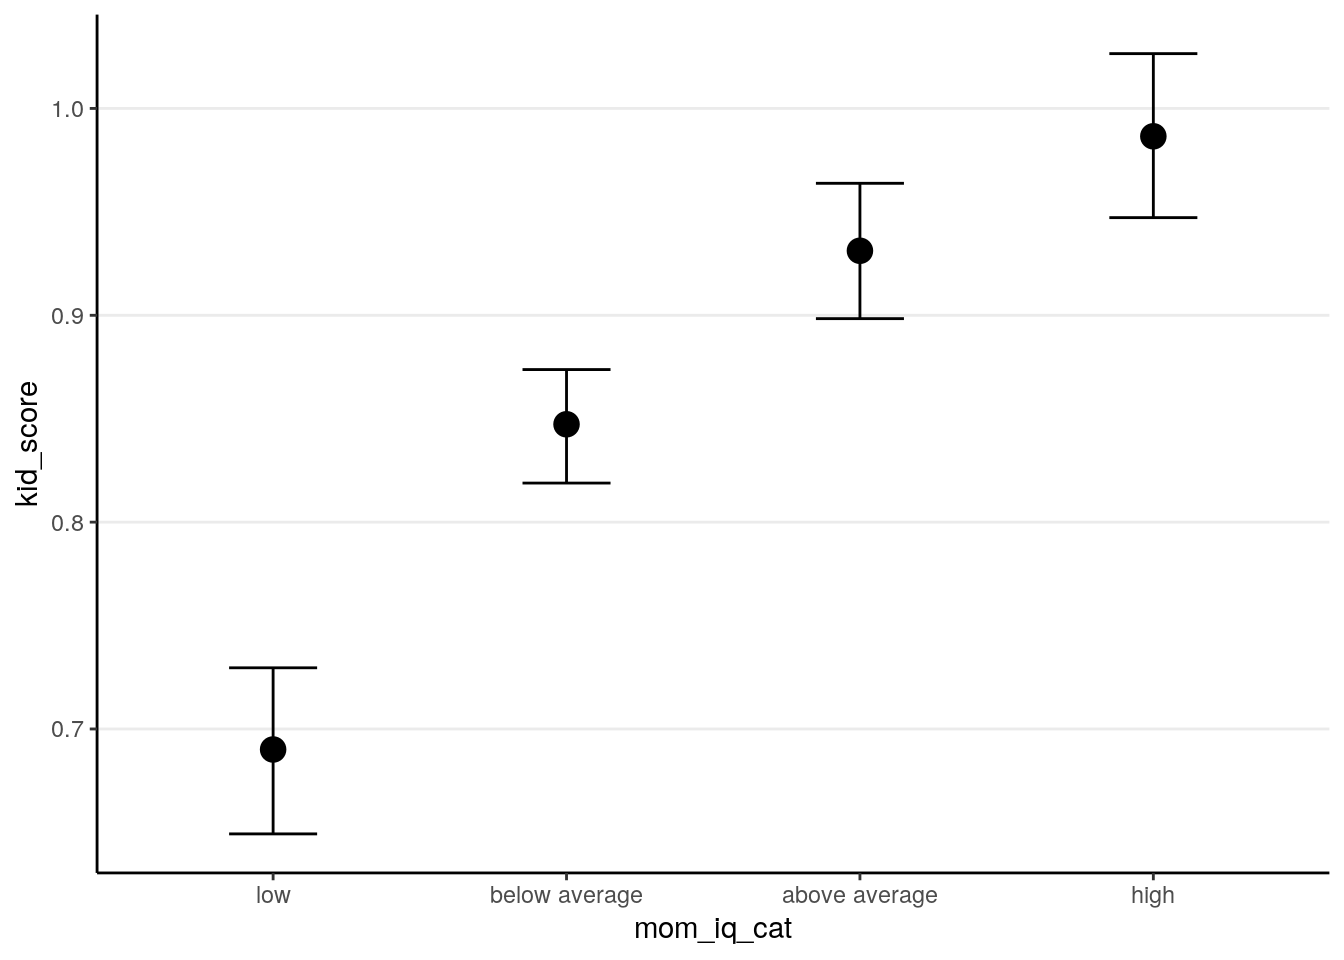 1.0
0.9
0.8
0.7
kid_score
low
below average
above average
high
mom_iq_cat